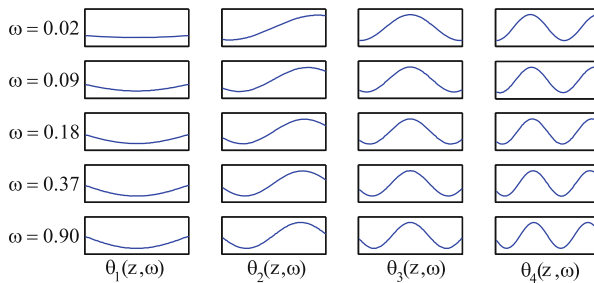 ω = 0.02
ω = 0.09
ω = 0.18
ω = 0.37
ω = 0.90
θ₁(z,ω) θ₂(z,ω) θ₃(z,ω) θ₄(z,ω)